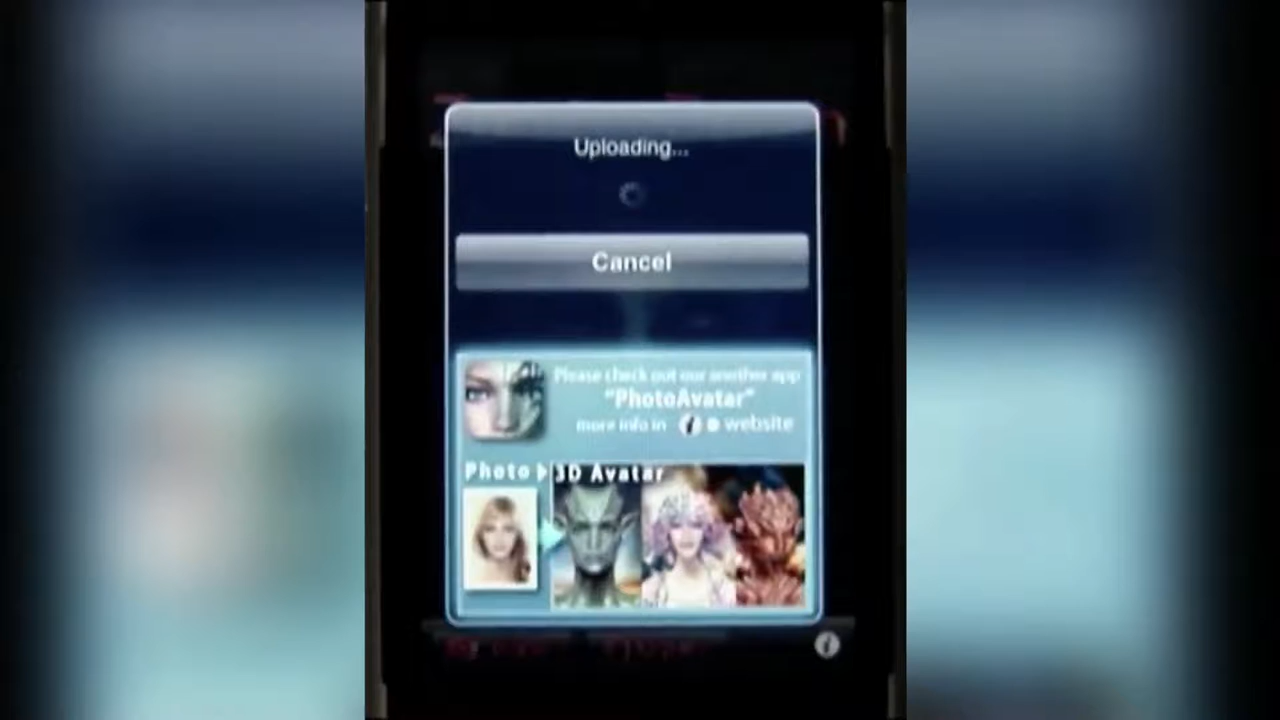 Uploading...
Cancel
Please check out our another app
"PhotoAvatar"
more info in i website
Photo 3D Avatar
i